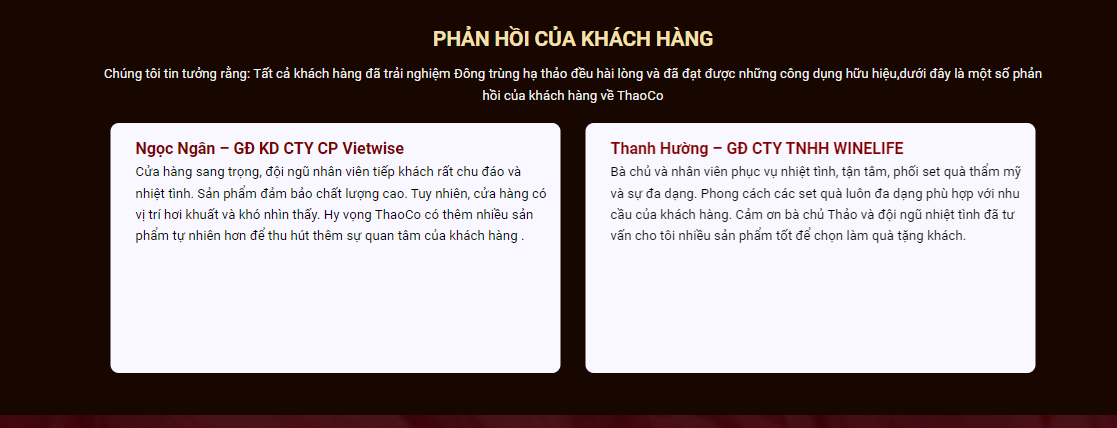 PHẢN HỒI CỦA KHÁCH HÀNG
Chúng tôi tin tưởng rằng: Tất cả khách hàng đã trải nghiệm Đông trùng hạ thảo đều hài lòng và đã đạt được những công dụng hữu hiệu,dưới đây là một số phản
hồi của khách hàng về ThaoCo
Ngọc Ngân – GĐ KD CTY CP Vietwise
Cửa hàng sang trọng, đội ngũ nhân viên tiếp khách rất chu đáo và
nhiệt tình. Sản phẩm đảm bảo chất lượng cao. Tuy nhiên, cửa hàng có
vị trí hơi khuất và khó nhìn thấy. Hy vọng ThaoCo có thêm nhiều sản
phẩm tự nhiên hơn để thu hút thêm sự quan tâm của khách hàng .
Thanh Hường – GĐ CTY TNHH WINELIFE
Bà chủ và nhân viên phục vụ nhiệt tình, tận tâm, phối set quà thẩm mỹ
và sự đa dạng. Phong cách các set quà luôn đa dạng phù hợp với nhu
cầu của khách hàng. Cảm ơn bà chủ Thảo và đội ngũ nhiệt tình đã tư
vấn cho tôi nhiều sản phẩm tốt để chọn làm quà tặng khách.